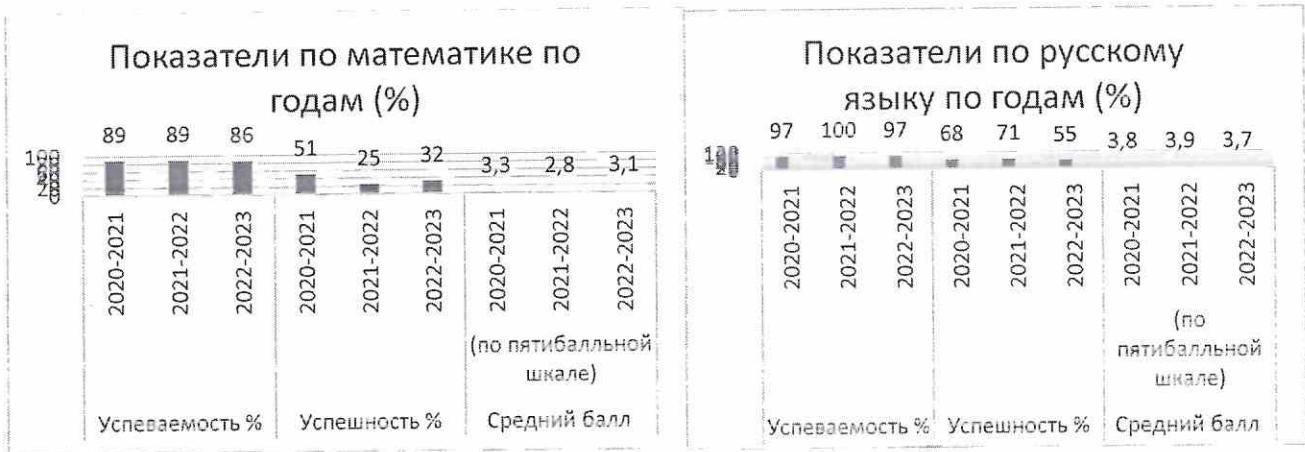 Показатели по математике по
годам (%)
89 89 86 51 25 32 3,3 2,8 3,1
100
0
2020-2021 2021-2022 2022-2023 2020-2021 2021-2022 2022-2023 2020-2021 2021-2022 2022-2023
(по пятибалльной
шкале)
Успеваемость % Успешность % Средний балл
Показатели по русскому
языку по годам (%)
97 100 97 68 71 55 3,8 3,9 3,7
2020-2021 2021-2022 2022-2023 2020-2021 2021-2022 2022-2023 2020-2021 2021-2022 2022-2023
(по
пятибалльной
шкале)
Успеваемость % Успешность % Средний балл